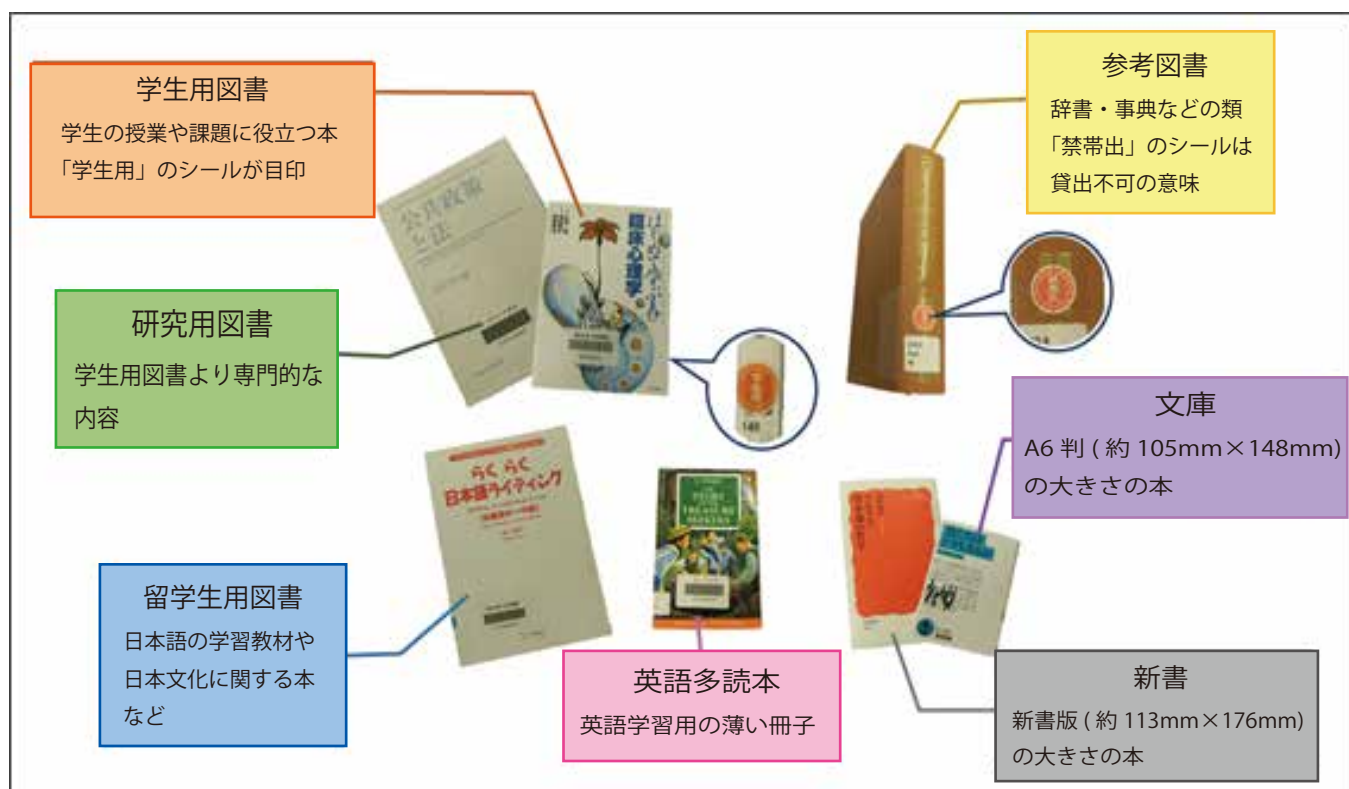 学生用図書
学生の授業や課題に役立つ本
「学生用」のシールが目印
参考図書
辞書・事典などの類
「禁帯出」のシールは
貸出不可の意味
公共政策
と法
臨床心理学
研究用図書
学生用図書より専門的な
内容
148
文庫
A6 判 ( 約 105mm×148mm)
の大きさの本
らくらく
日本語ライティング
THE
STORY
OF THE
TREASURE
SEEKERS
留学生用図書
日本語の学習教材や
日本文化に関する本
など
英語多読本
英語学習用の薄い冊子
新書
新書版 ( 約 113mm×176mm)
の大きさの本